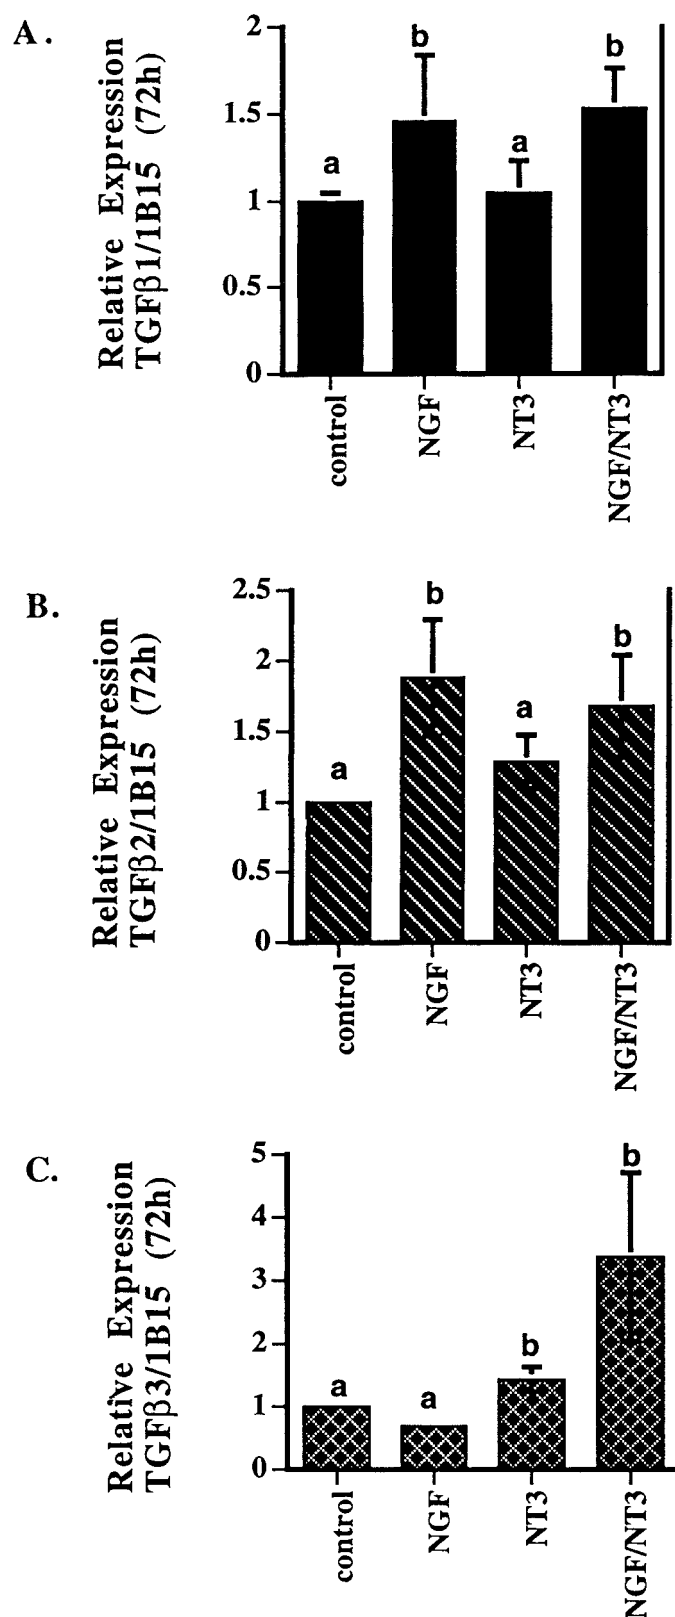 A.
Relative Expression
TGFβ1/1B15 (72h)
2
1.5
1
0.5
0
a
b
a
b
control
NGF
NT3
NGF/NT3
B.
Relative Expression
TGFβ2/1B15 (72h)
2.5
2
1.5
1
0.5
0
a
b
a
b
control
NGF
NT3
NGF/NT3
C.
Relative Expression
TGFβ3/1B15 (72h)
5
4
3
2
1
0
a
a
b
b
control
NGF
NT3
NGF/NT3